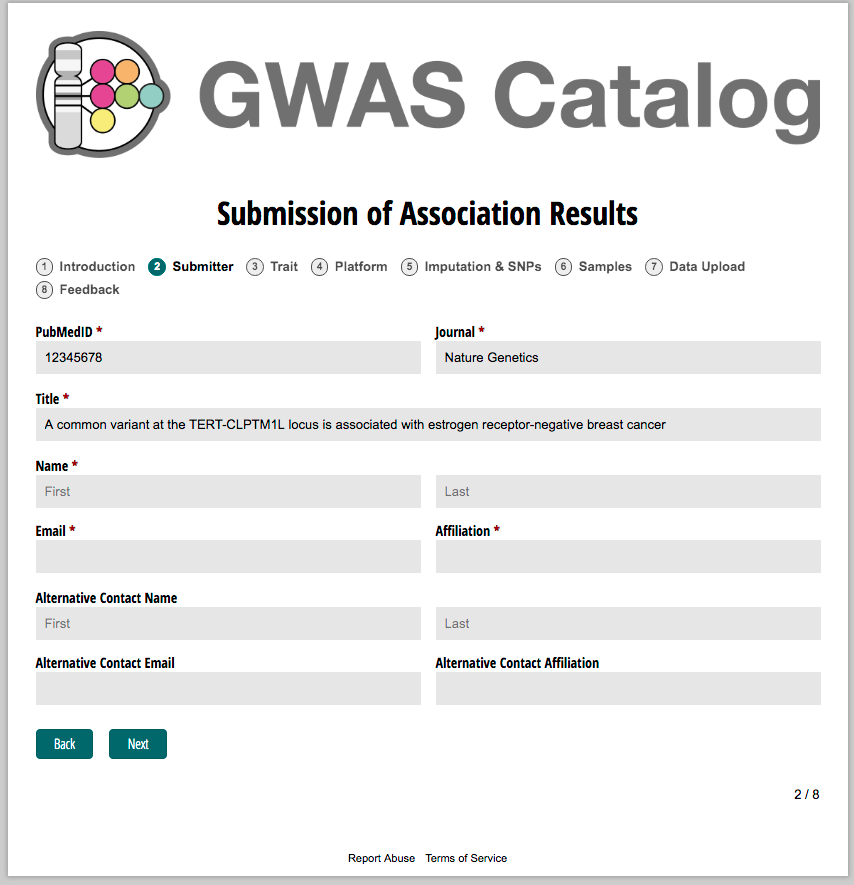 GWAS Catalog
Submission of Association Results
1 Introduction 2 Submitter 3 Trait 4 Platform 5 Imputation & SNPs 6 Samples 7 Data Upload
8 Feedback
PubMedID * Journal *
12345678 Nature Genetics
Title *
A common variant at the TERT-CLPTM1L locus is associated with estrogen receptor-negative breast cancer
Name *
First Last
Email * Affiliation *
Alternative Contact Name
First Last
Alternative Contact Email Alternative Contact Affiliation
Back Next
2 / 8
Report Abuse Terms of Service